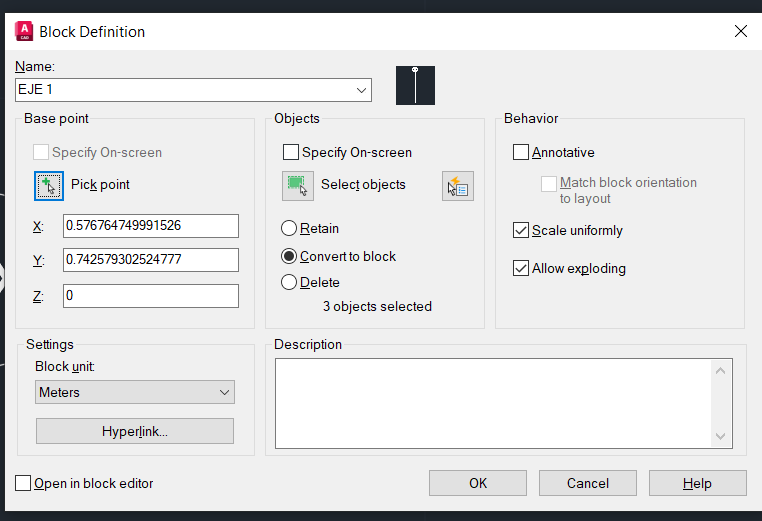 A
CAD
Block Definition
Name:
EJE 1
Base point
Specify On-screen
Pick point
X: 0.576764749991526
Y: 0.742579302524777
Z: 0
Objects
Specify On-screen
Select objects
Retain
Convert to block
Delete
3 objects selected
Behavior
Annotative
Match block orientation
to layout
Scale uniformly
Allow exploding
Settings
Block unit:
Meters
Hyperlink...
Description
Open in block editor
OK
Cancel
Help